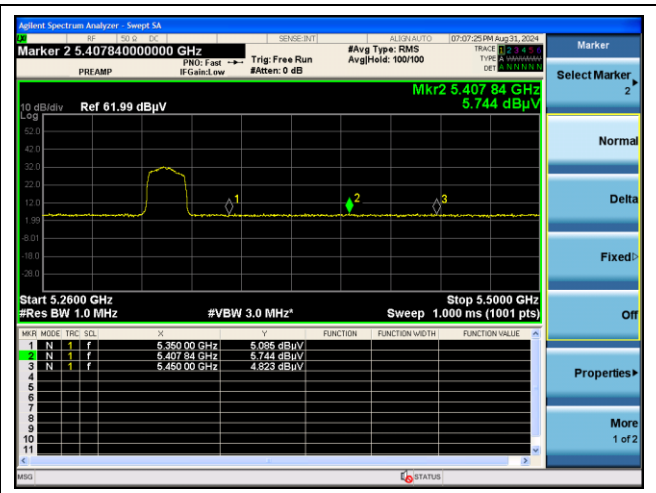 Agilent Spectrum Analyzer - Swept SA
RF 50 Ω DC SENSE:INT ALIGN AUTO 07:07:25 PM Aug 31, 2024
Marker 2 5.407840000000 GHz
PREAMP
PNO: Fast
IFGain:Low
Trig: Free Run
#Atten: 0 dB
#Avg Type: RMS
Avg|Hold: 100/100
TRACE 1 2 3 4 5 6
TYPE A WWWWW
DET A N N N N N
Mkr2 5.407 84 GHz
5.744 dBµV
10 dB/div Ref 61.99 dBµV
Log
52.0
42.0
32.0
22.0
12.0
1.99
-8.01
-18.0
-28.0
1
2
3
Start 5.2600 GHz Stop 5.5000 GHz
#Res BW 1.0 MHz #VBW 3.0 MHz* Sweep 1.000 ms (1001 pts)
MKR MODE TRC SCL X Y FUNCTION FUNCTION WIDTH FUNCTION VALUE
1 N 1 f 5.350 00 GHz 5.085 dBµV
2 N 1 f 5.407 84 GHz 5.744 dBµV
3 N 1 f 5.450 00 GHz 4.823 dBµV
4
5
6
7
8
9
10
11
MSG STATUS
Marker
Select Marker
2
Normal
Delta
Fixed
Off
Properties
More
1 of 2